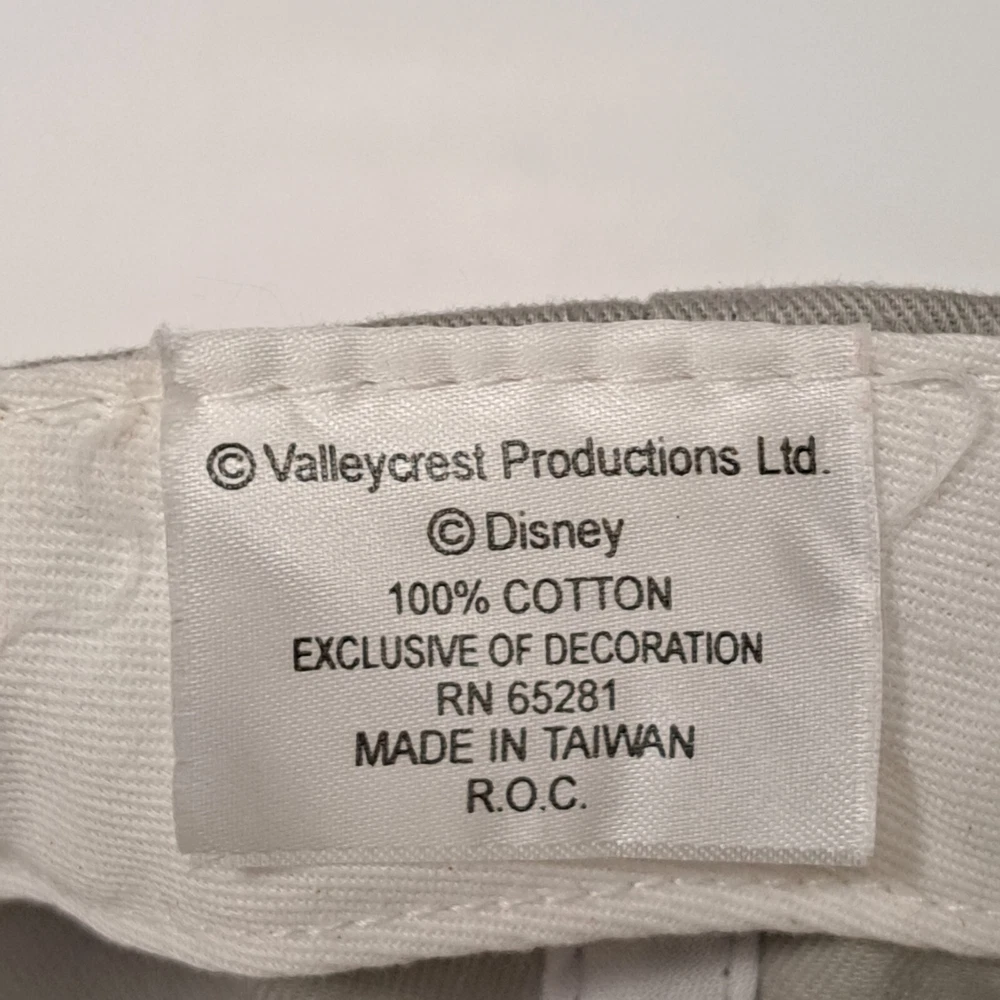 © Valleycrest Productions Ltd.
© Disney
100% COTTON
EXCLUSIVE OF DECORATION
RN 65281
MADE IN TAIWAN
R.O.C.